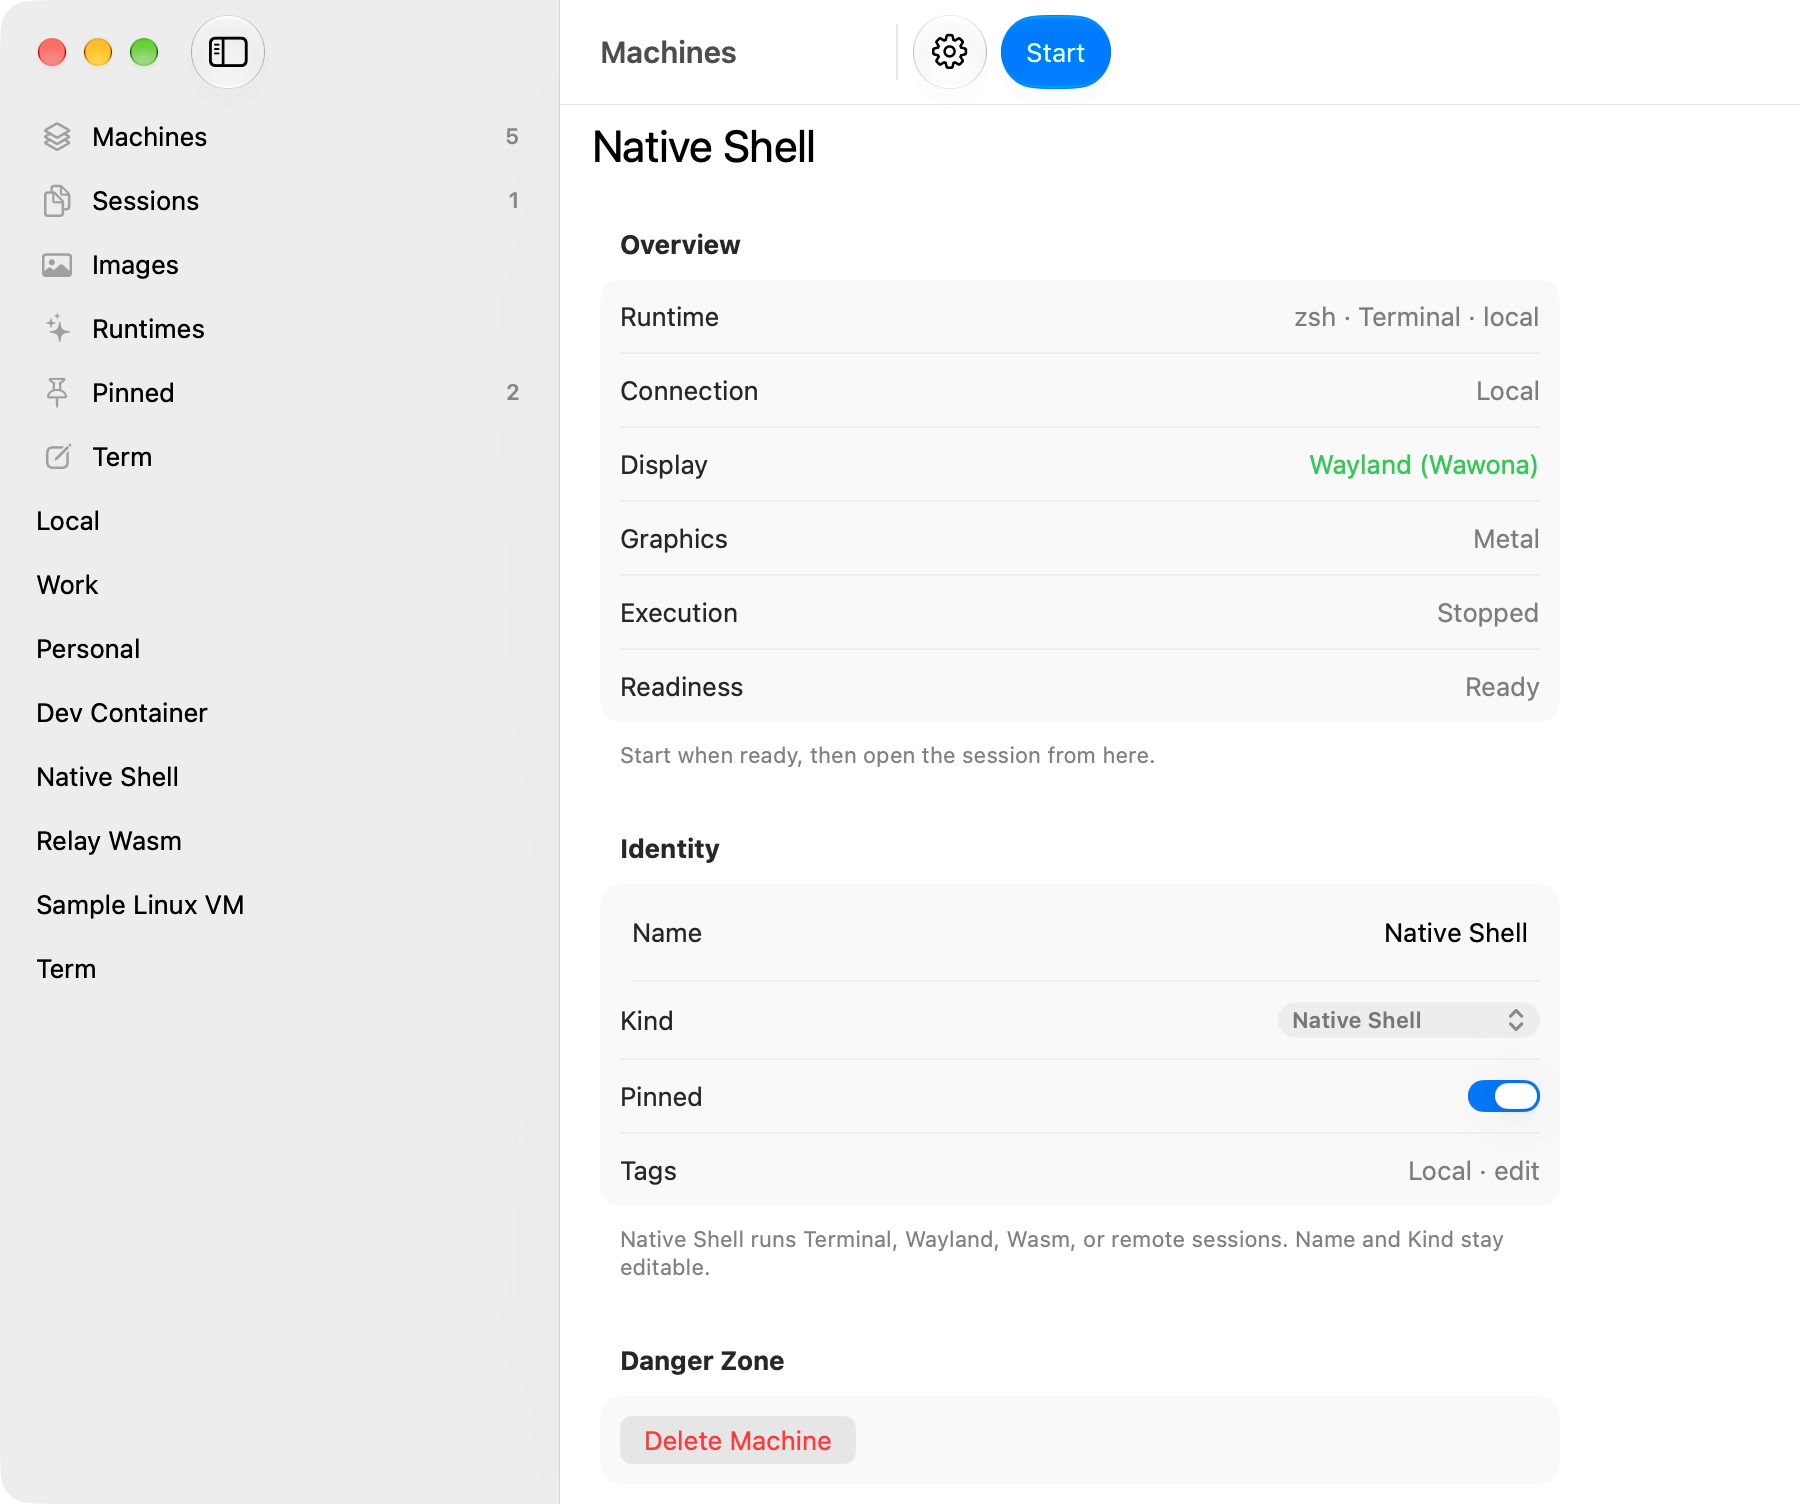 Machines
5
Sessions
1
Images
Runtimes
Pinned
2
Term
Local
Work
Personal
Dev Container
Native Shell
Relay Wasm
Sample Linux VM
Term
Machines
Start
Native Shell
Overview
Runtime
zsh · Terminal · local
Connection
Local
Display
Wayland (Wawona)
Graphics
Metal
Execution
Stopped
Readiness
Ready
Start when ready, then open the session from here.
Identity
Name
Native Shell
Kind
Native Shell
Pinned
Tags
Local · edit
Native Shell runs Terminal, Wayland, Wasm, or remote sessions. Name and Kind stay
editable.
Danger Zone
Delete Machine